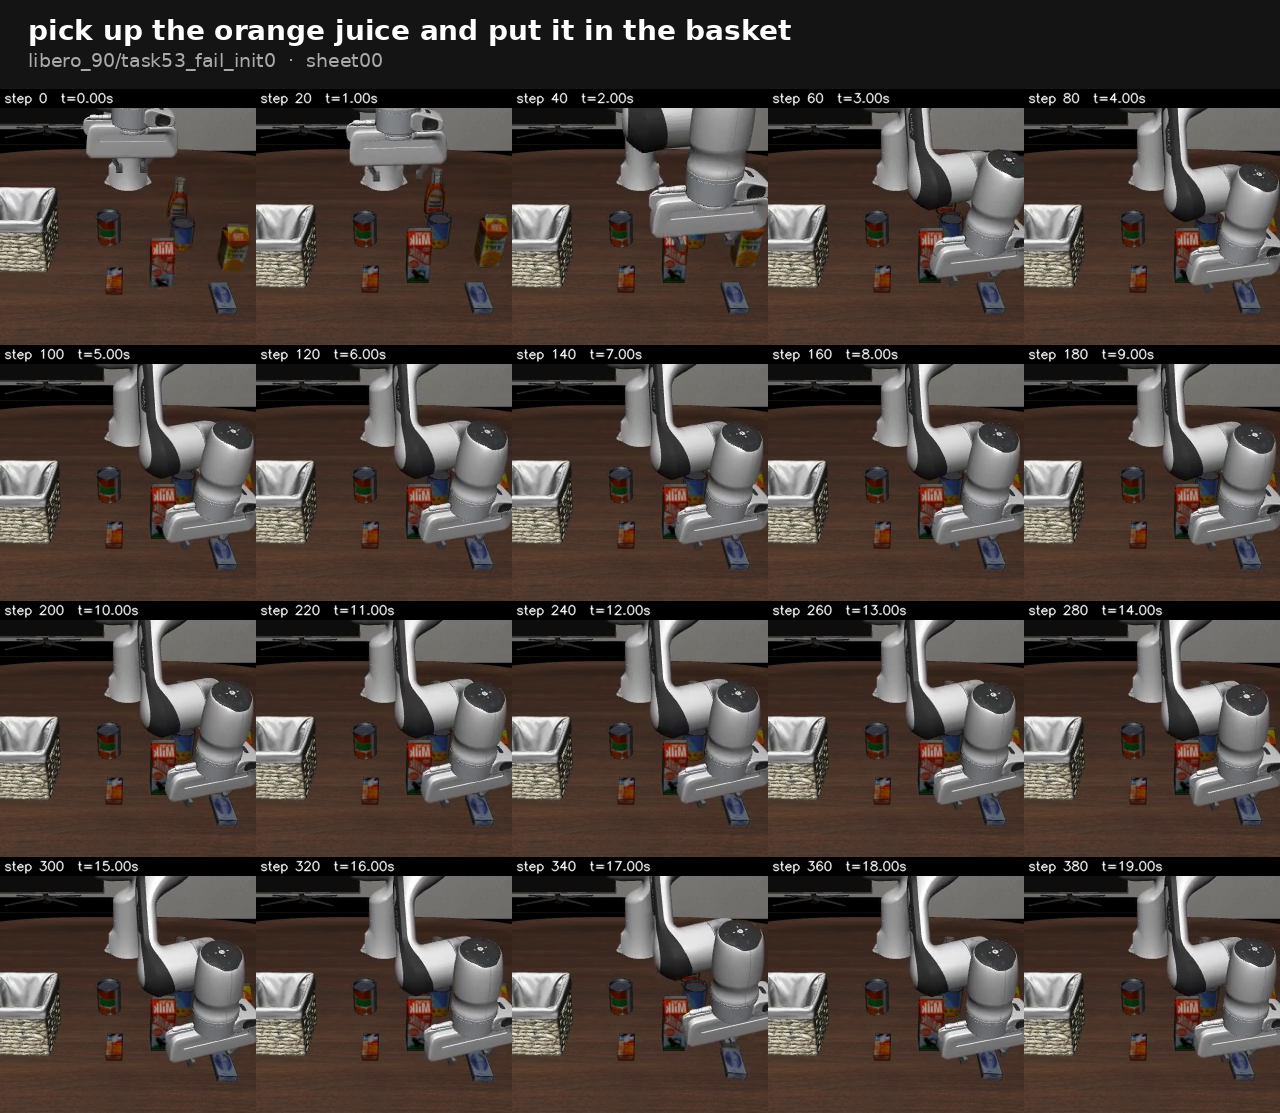 pick up the orange juice and put it in the basket
libero_90/task53_fail_init0 · sheet00
step 0 t=0.00s
step 20 t=1.00s
step 40 t=2.00s
step 60 t=3.00s
step 80 t=4.00s
step 100 t=5.00s
step 120 t=6.00s
step 140 t=7.00s
step 160 t=8.00s
step 180 t=9.00s
step 200 t=10.00s
step 220 t=11.00s
step 240 t=12.00s
step 260 t=13.00s
step 280 t=14.00s
step 300 t=15.00s
step 320 t=16.00s
step 340 t=17.00s
step 360 t=18.00s
step 380 t=19.00s